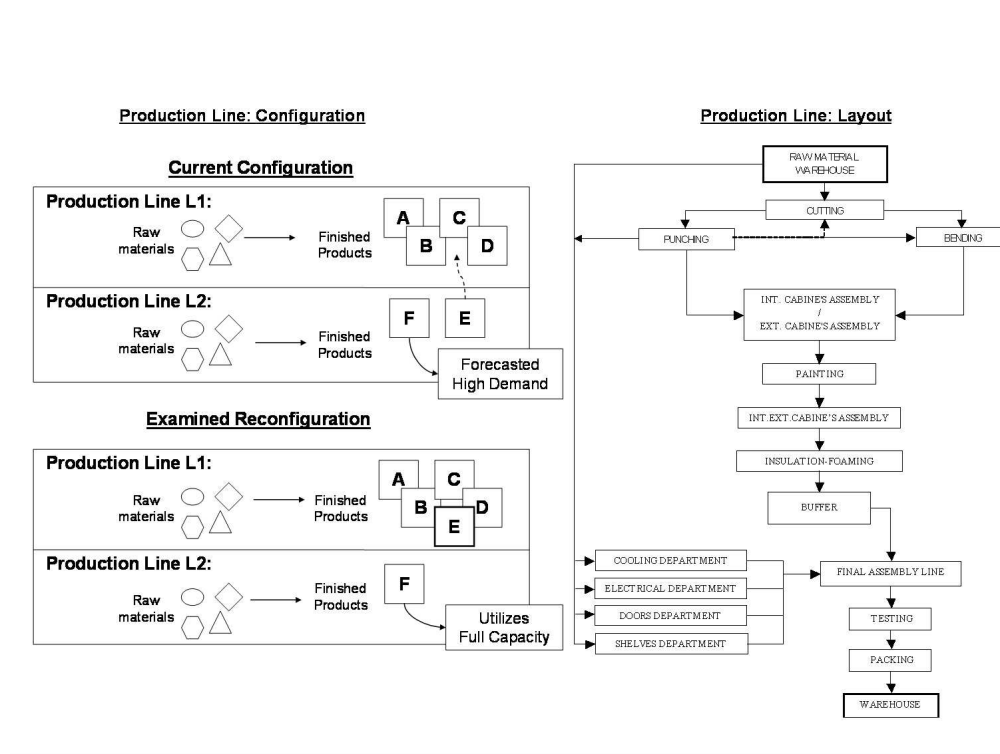 Production Line: Configuration
Current Configuration
Production Line L1:
Raw
materials
Finished
Products
A
C
B
D
Production Line L2:
Raw
materials
Finished
Products
F
E
Forecasted
High Demand
Examined Reconfiguration
Production Line L1:
Raw
materials
Finished
Products
A
C
B
D
E
Production Line L2:
Raw
materials
Finished
Products
F
Utilizes
Full Capacity
Production Line: Layout
RAW MATERIAL
WAREHOUSE
CUTTING
PUNCHING
BENDING
INT. CABINE'S ASSEMBLY
/
EXT. CABINE'S ASSEMBLY
PAINTING
INT.EXT.CABINE'S ASSEMBLY
INSULATION-FOAMING
BUFFER
COOLING DEPARTMENT
ELECTRICAL DEPARTMENT
DOORS DEPARTMENT
SHELVES DEPARTMENT
FINAL ASSEMBLY LINE
TESTING
PACKING
WAREHOUSE